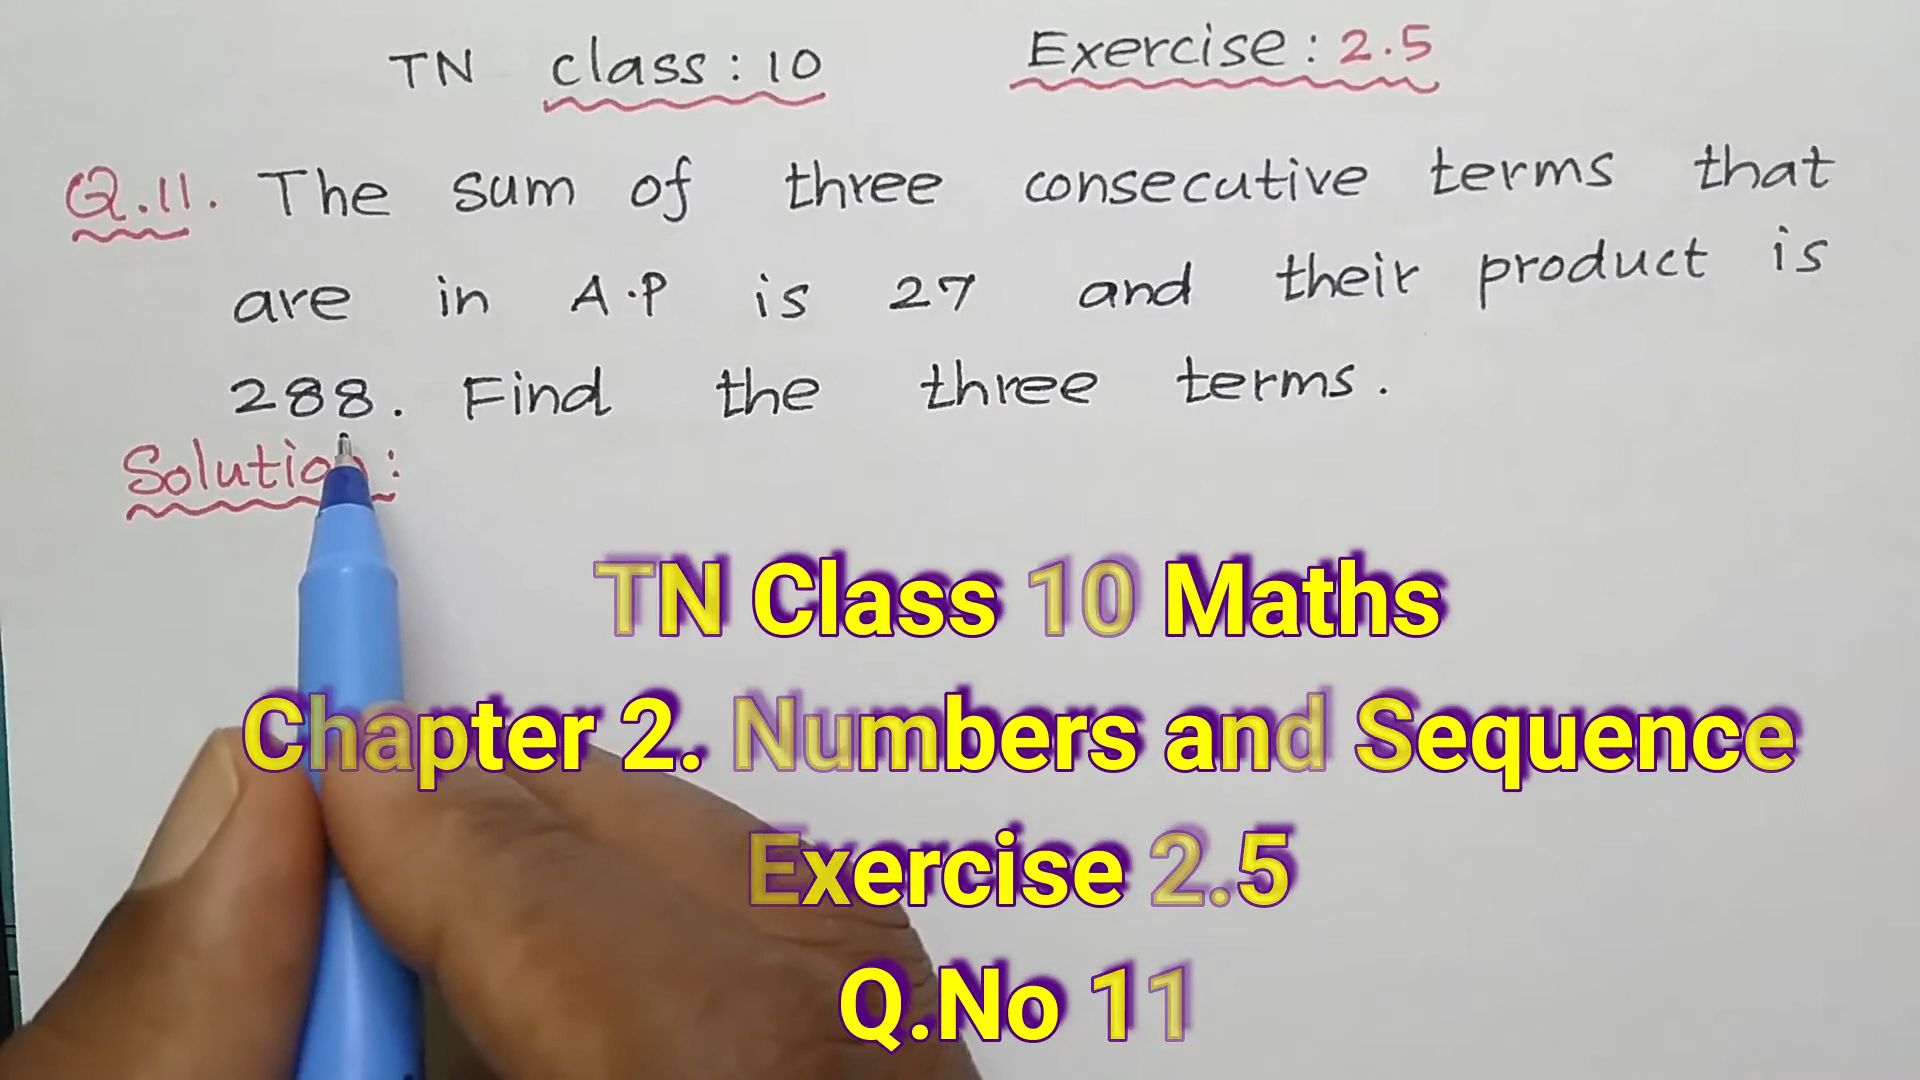 TN class: 10 Exercise: 2.5
Q.11. The sum of three consecutive terms that
are in A.P is 27 and their product is
288. Find the three terms.
Solution:
TN Class 10 Maths
Chapter 2. Numbers and Sequence
Exercise 2.5
Q.No 11